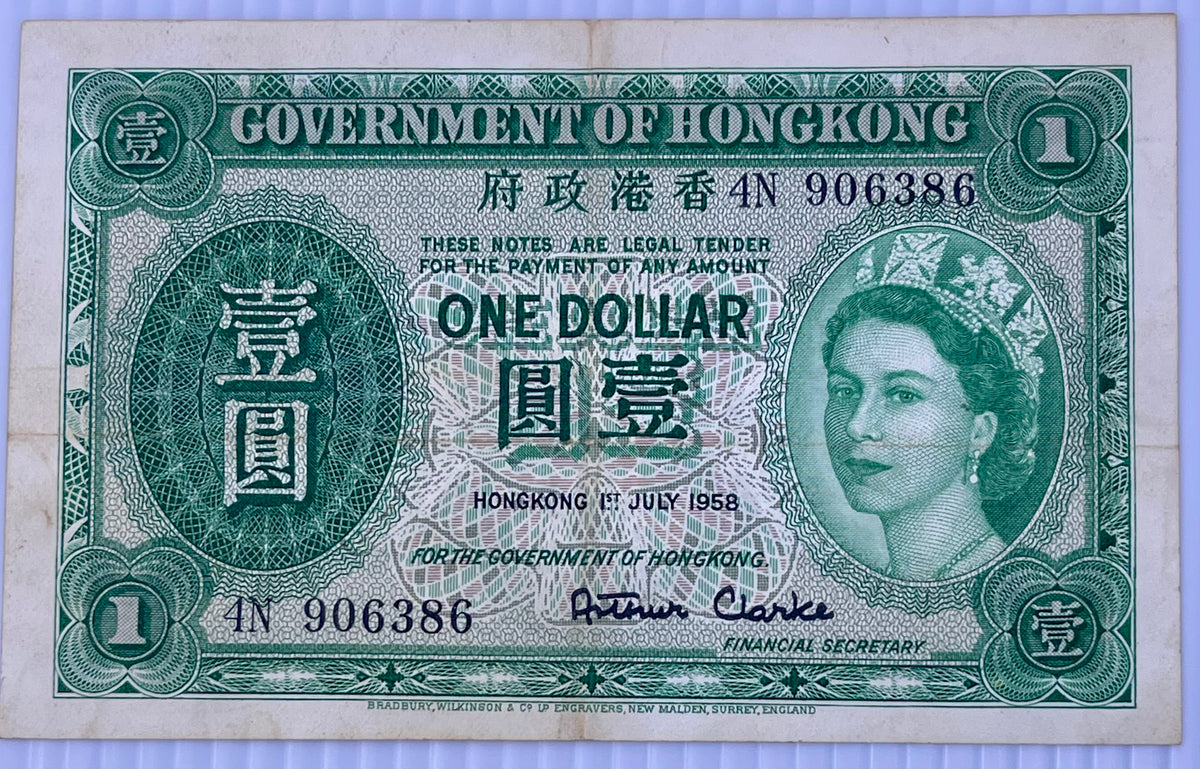 壹
GOVERNMENT OF HONGKONG
1
府政港香
4N 906386
THESE NOTES ARE LEGAL TENDER
FOR THE PAYMENT OF ANY AMOUNT
ONE DOLLAR
圓壹
壹
圓
HONGKONG 1ST JULY 1958
FOR THE GOVERNMENT OF HONGKONG.
4N 906386
Arthur Clarke
FINANCIAL SECRETARY
1
壹
BRADBURY, WILKINSON & Co LD ENGRAVERS, NEW MALDEN, SURREY, ENGLAND